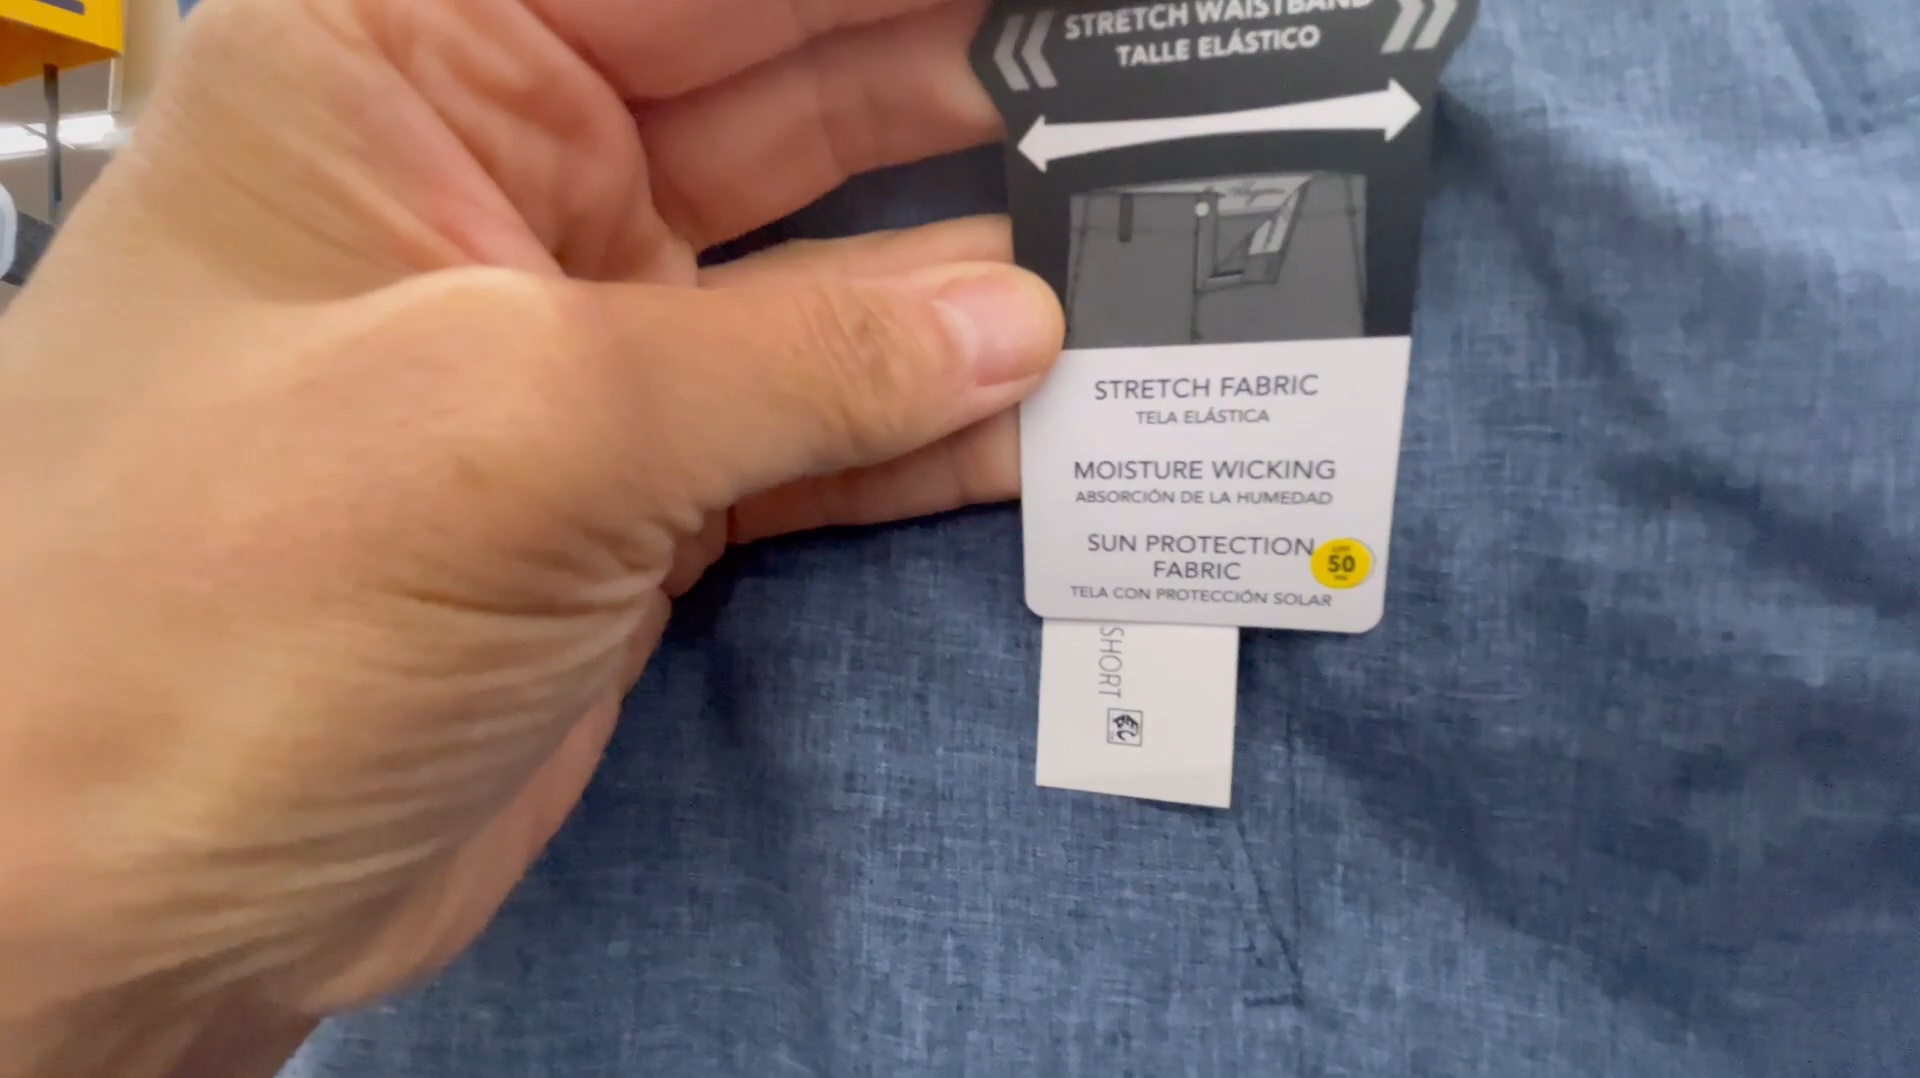 STRETCH WAISTBAND
TALLE ELÁSTICO
STRETCH FABRIC
TELA ELÁSTICA
MOISTURE WICKING
ABSORCIÓN DE LA HUMEDAD
SUN PROTECTION
FABRIC
50
TELA CON PROTECCIÓN SOLAR
SHORT